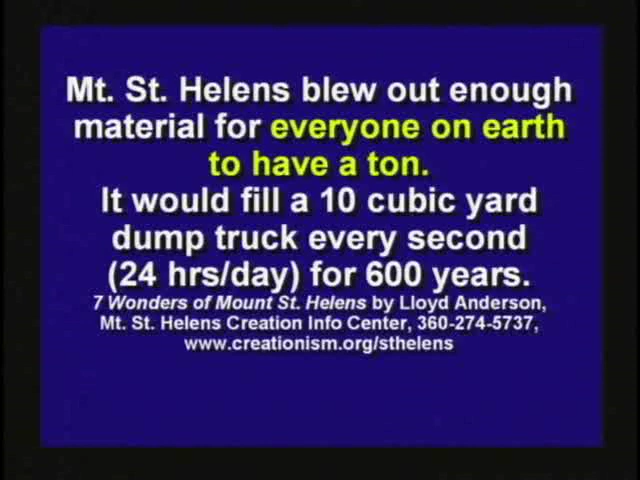 Mt. St. Helens blew out enough
material for everyone on earth
to have a ton.
It would fill a 10 cubic yard
dump truck every second
(24 hrs/day) for 600 years.
7 Wonders of Mount St. Helens by Lloyd Anderson,
Mt. St. Helens Creation Info Center, 360-274-5737,
www.creationism.org/sthelens